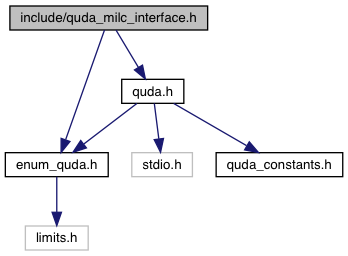 include/quda_milc_interface.h
quda.h
enum_quda.h
stdio.h
quda_constants.h
limits.h